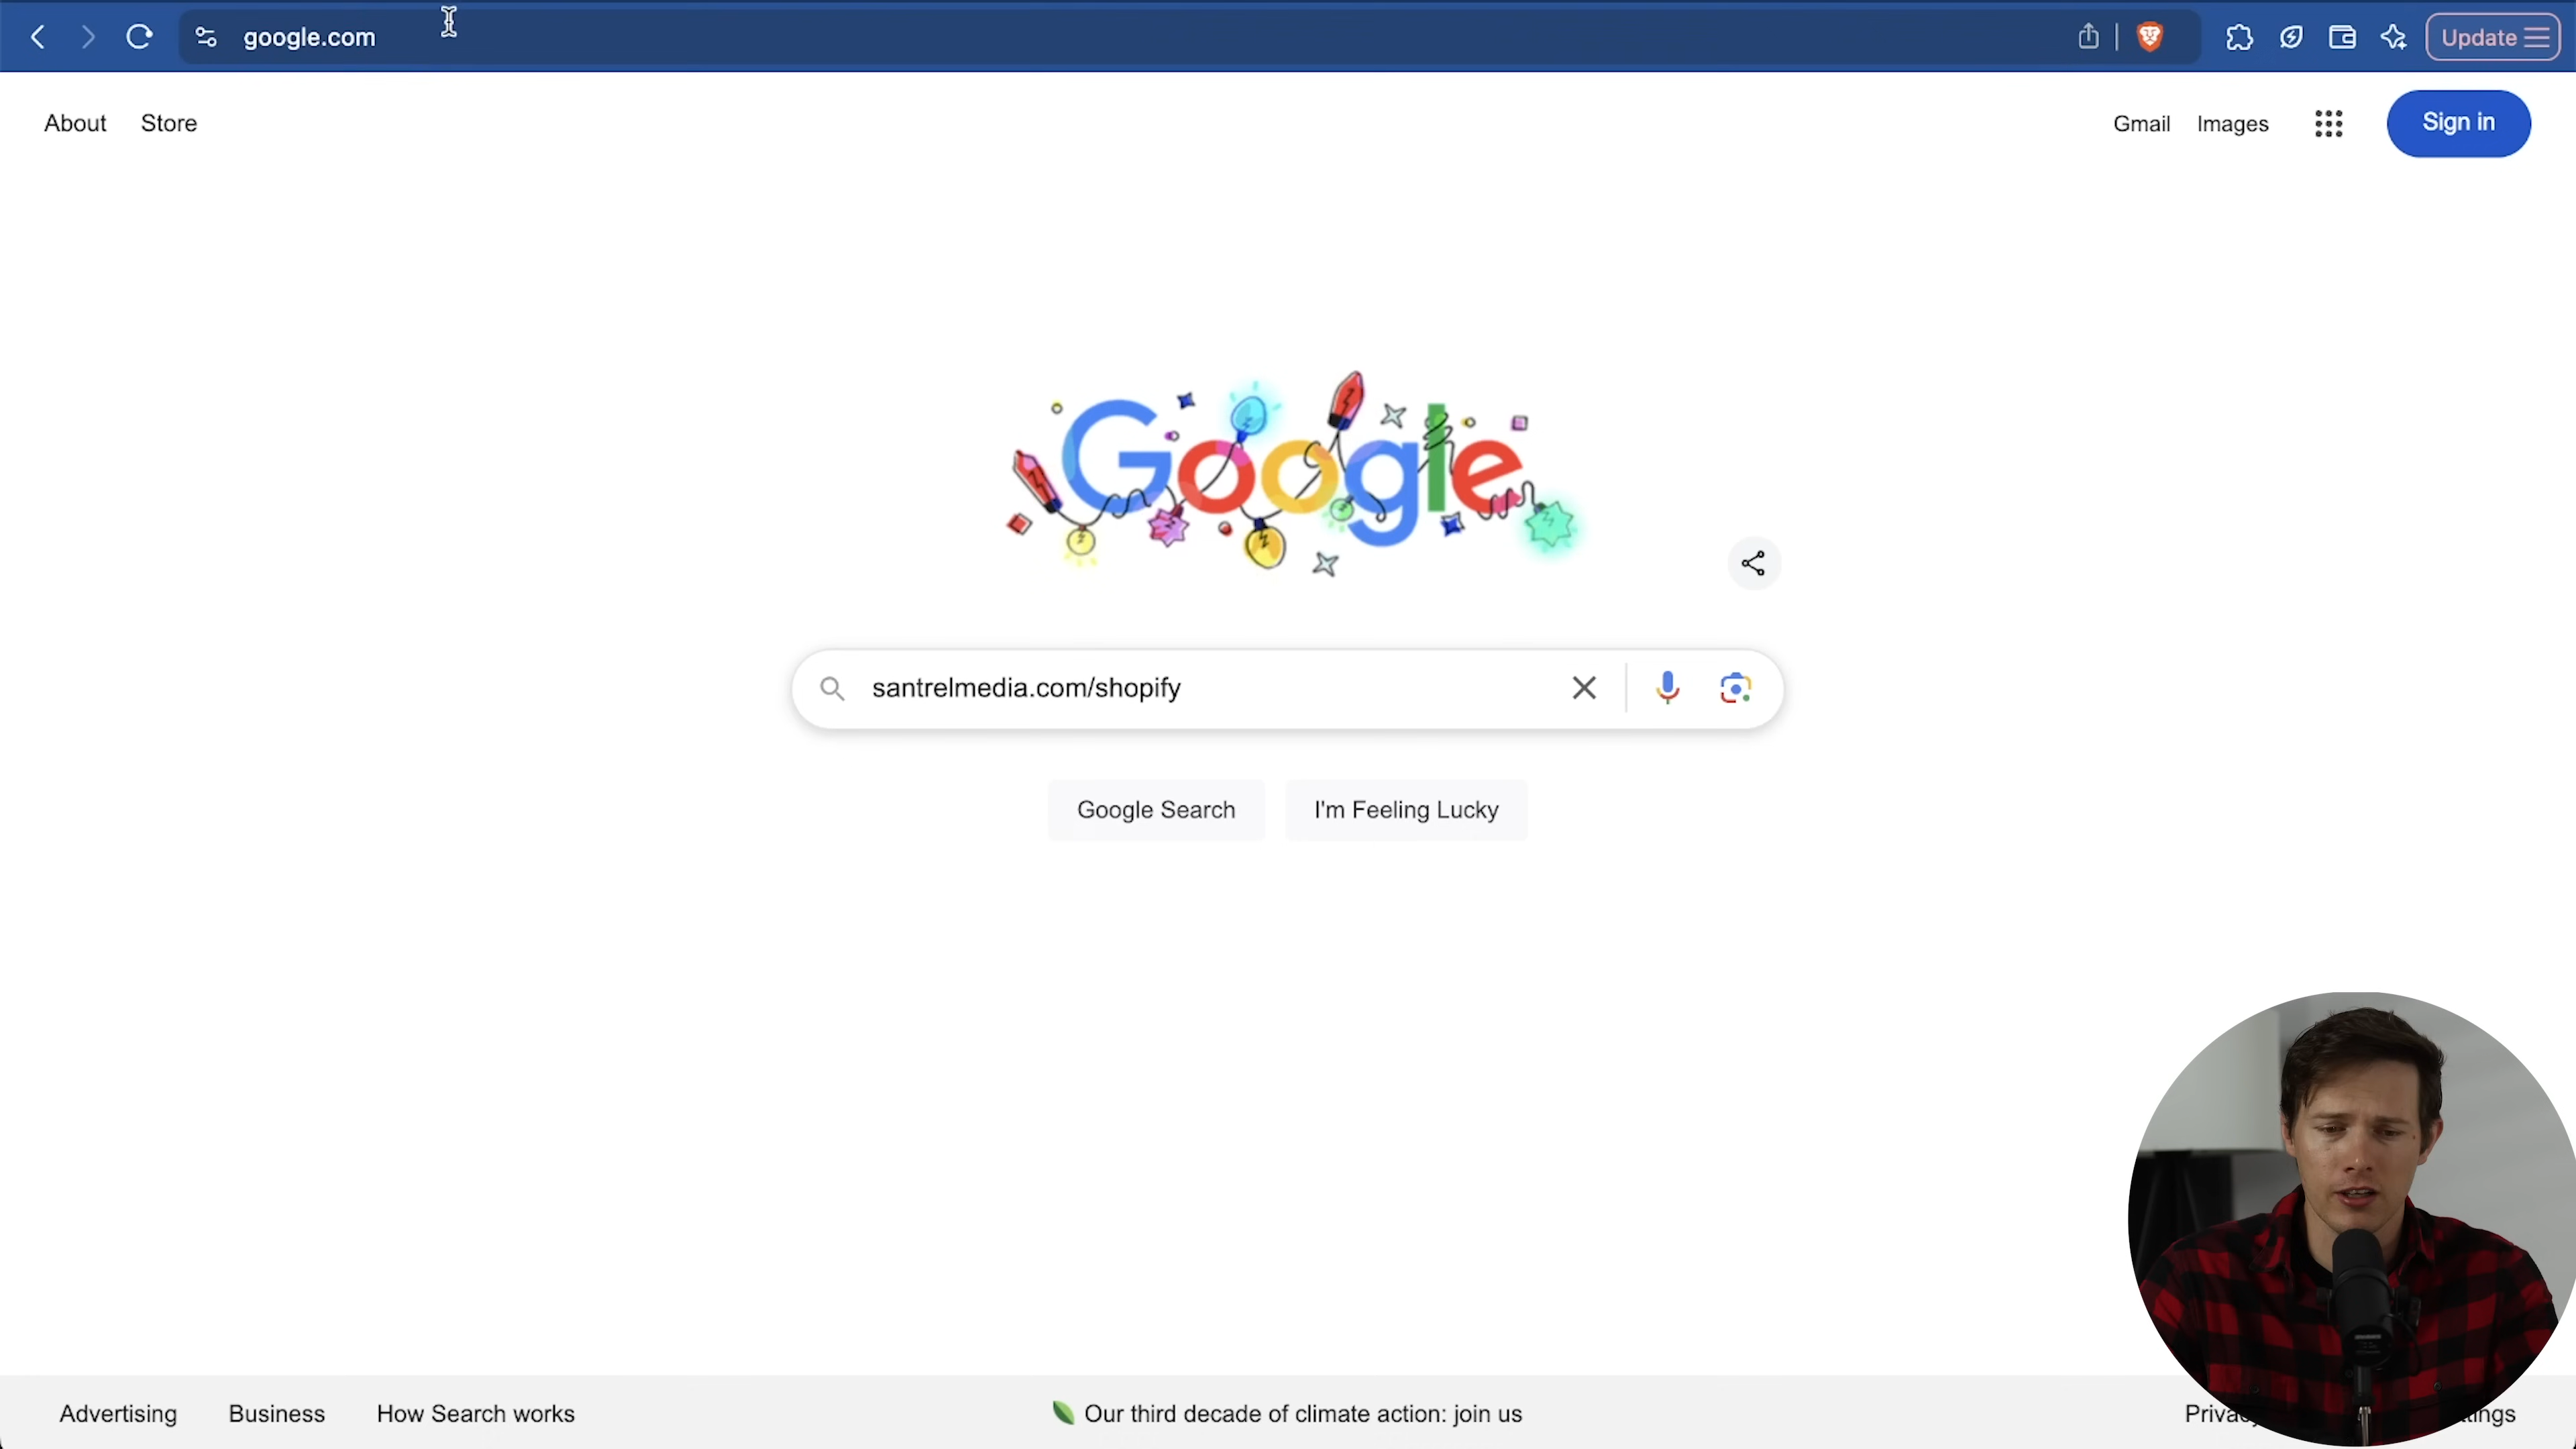 google.com
Update
About Store
Gmail Images
Sign in
Google
santrelmedia.com/shopify
Google Search
I'm Feeling Lucky
Advertising Business How Search works
Our third decade of climate action: join us